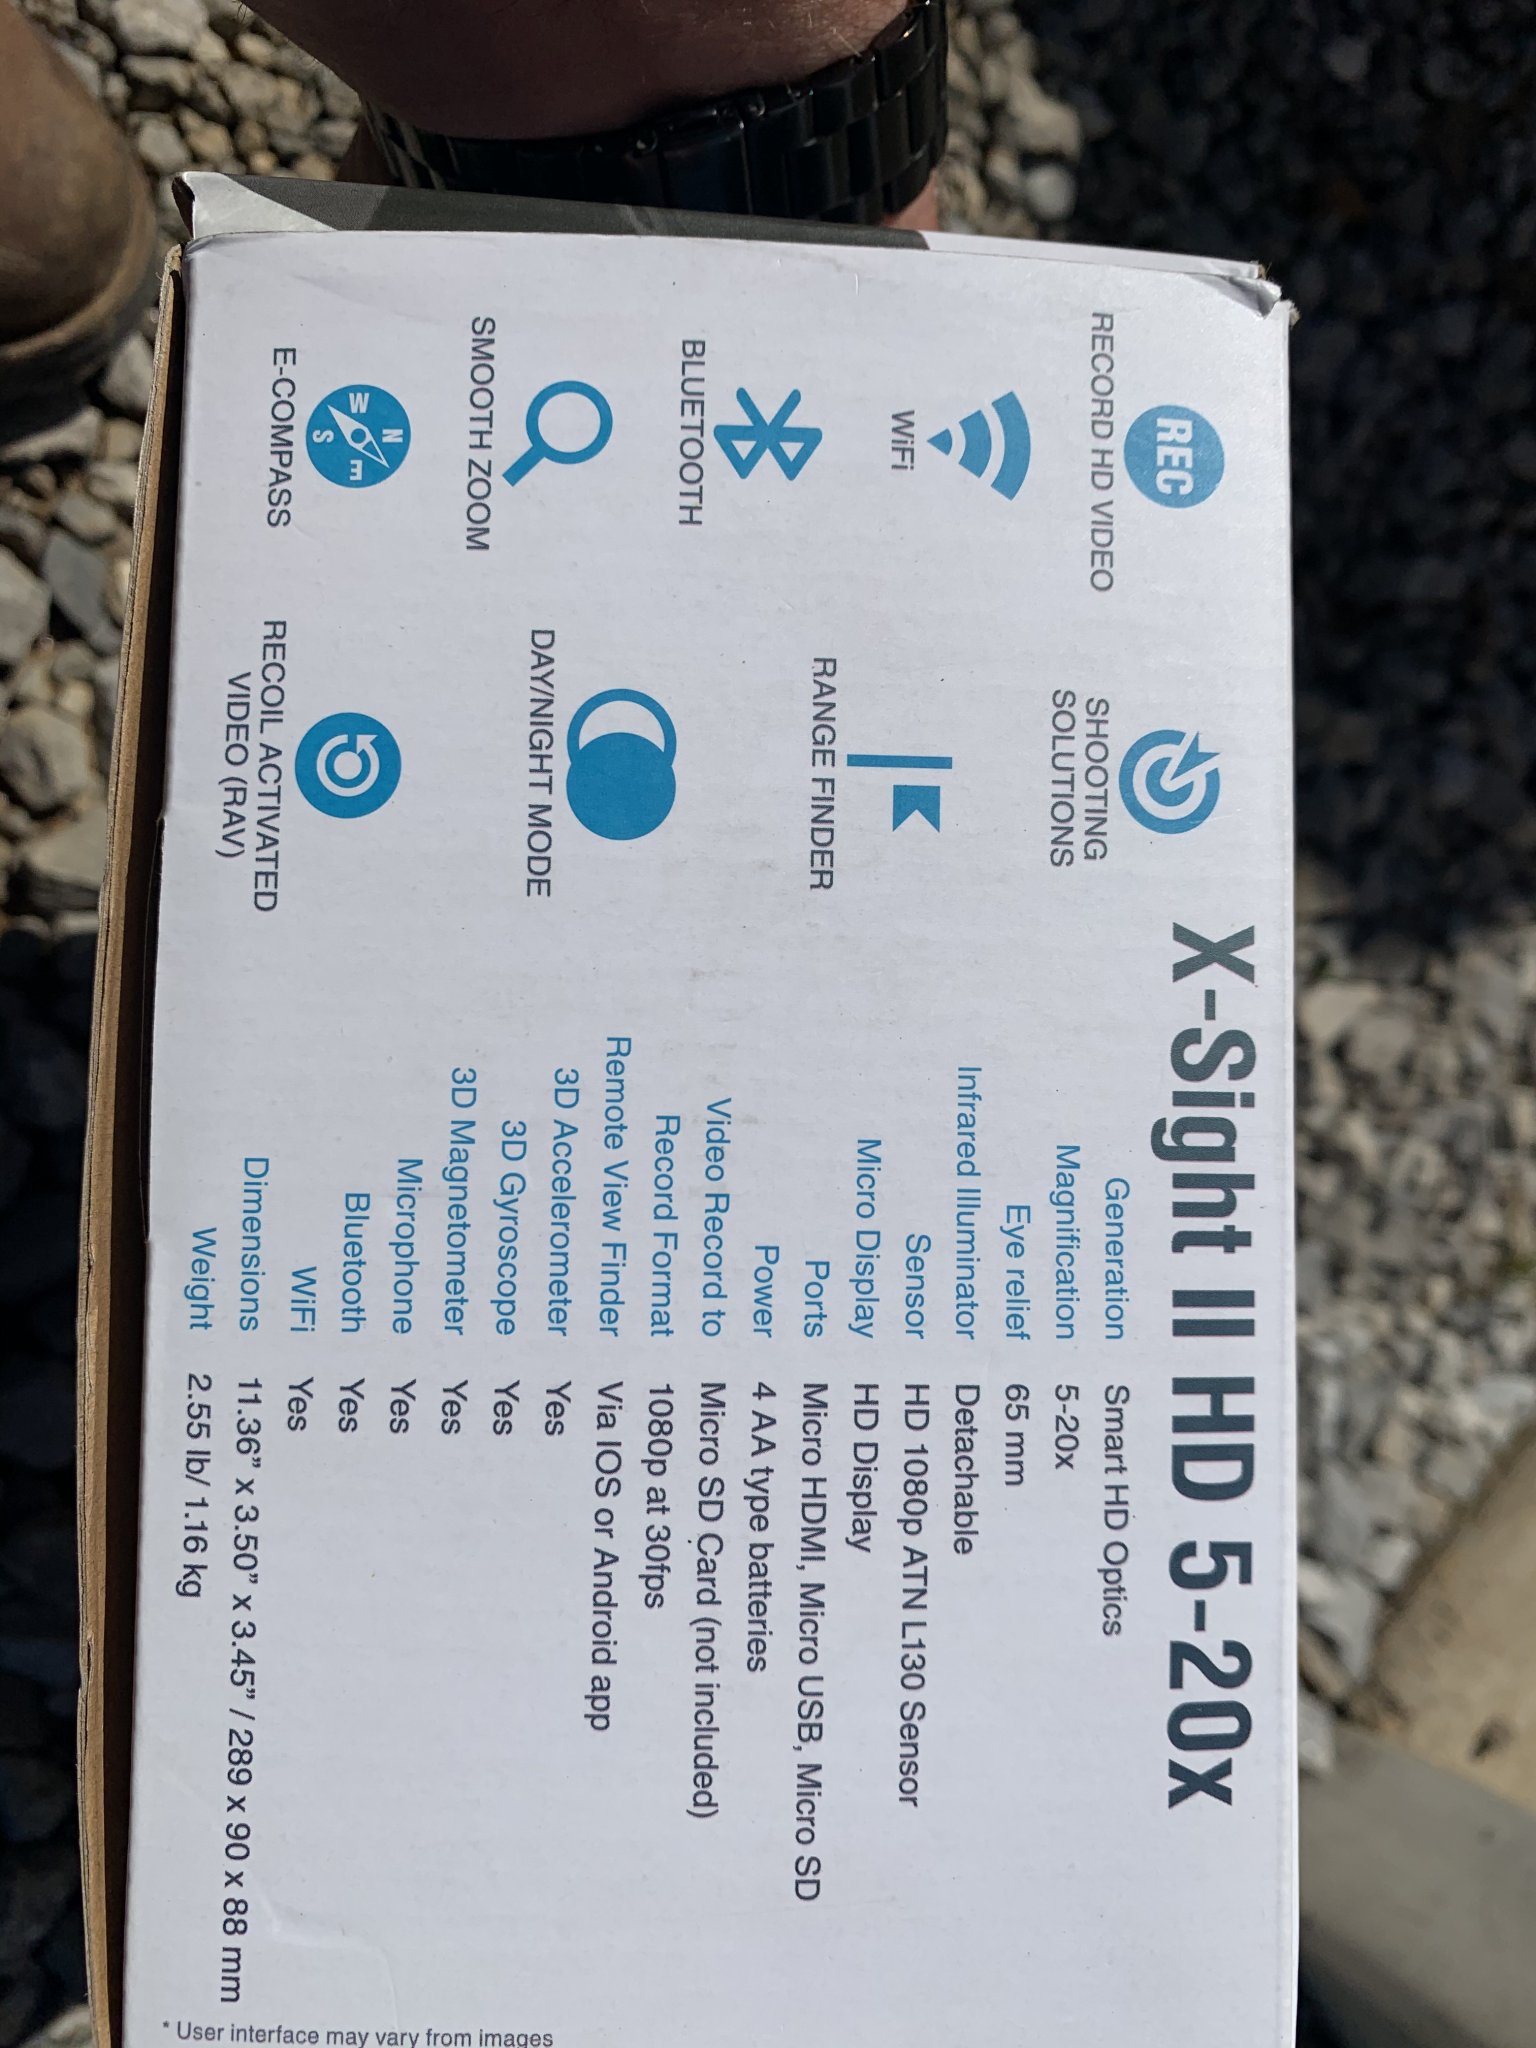 X-Sight II HD 5-20x
REC
RECORD HD VIDEO
WiFi
BLUETOOTH
SMOOTH ZOOM
N
W E
S
E-COMPASS
SHOOTING
SOLUTIONS
RANGE FINDER
DAY/NIGHT MODE
RECOIL ACTIVATED
VIDEO (RAV)
Generation Smart HD Optics
Magnification 5-20x
Eye relief 65 mm
Infrared Illuminator Detachable
Sensor HD 1080p ATN L130 Sensor
Micro Display HD Display
Ports Micro HDMI, Micro USB, Micro SD
Power 4 AA type batteries
Video Record to Micro SD Card (not included)
Record Format 1080p at 30fps
Remote View Finder Via IOS or Android app
3D Accelerometer Yes
3D Gyroscope Yes
3D Magnetometer Yes
Microphone Yes
Bluetooth Yes
WiFi Yes
Dimensions 11.36” x 3.50” x 3.45” / 289 x 90 x 88 mm
Weight 2.55 lb/ 1.16 kg
* User interface may vary from images